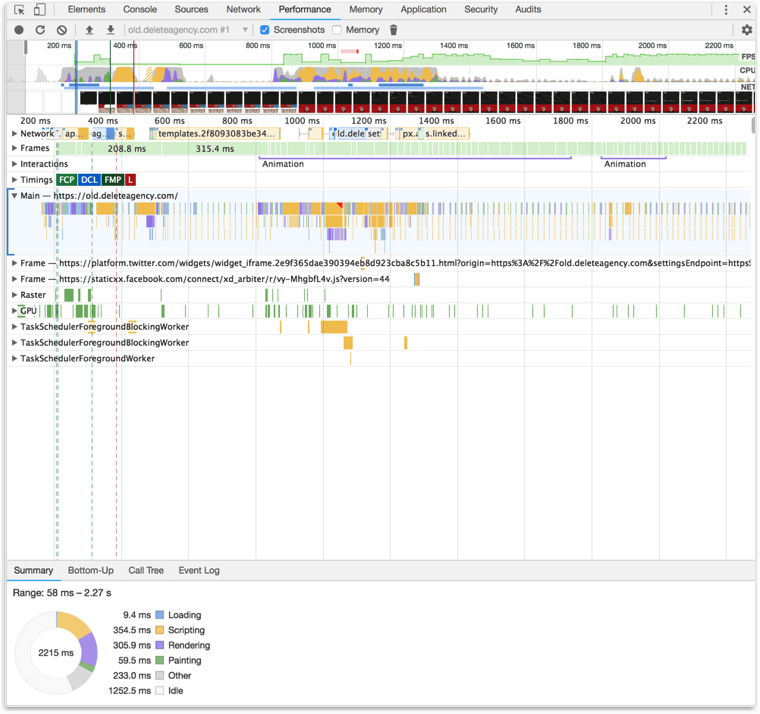 Elements Console Sources Network Performance Memory Application Security Audits
old.deleteagency.com #1 Screenshots Memory
200 ms 400 ms 600 ms 800 ms 1000 ms 1200 ms 1400 ms 1600 ms 1800 ms 2000 ms 2200 ms
FPS
CPU
NET
200 ms 400 ms 600 ms 800 ms 1000 ms 1200 ms 1400 ms 1600 ms 1800 ms 2000 ms 2200 ms
Network ap... ag... s... templates.2f8093083be34... ld.dele set px.a s.linked...
Frames 208.8 ms 315.4 ms
Interactions Animation Animation
Timings FCP DCL FMP L
Main — https://old.deleteagency.com/
Frame — https://platform.twitter.com/widgets/widget_iframe.2e9f365dae390394eb8d923cba8c5b11.html?origin=https%3A%2F%2Fold.deleteagency.com&settingsEndpoint=https%
Frame — https://staticxx.facebook.com/connect/xd_arbiter/r/vy-MhgbfL4v.js?version=44
Raster
GPU
TaskSchedulerForegroundBlockingWorker
TaskSchedulerForegroundBlockingWorker
TaskSchedulerForegroundWorker
Summary Bottom-Up Call Tree Event Log
Range: 58 ms – 2.27 s
9.4 ms Loading
354.5 ms Scripting
305.9 ms Rendering
2215 ms
59.5 ms Painting
233.0 ms Other
1252.5 ms Idle